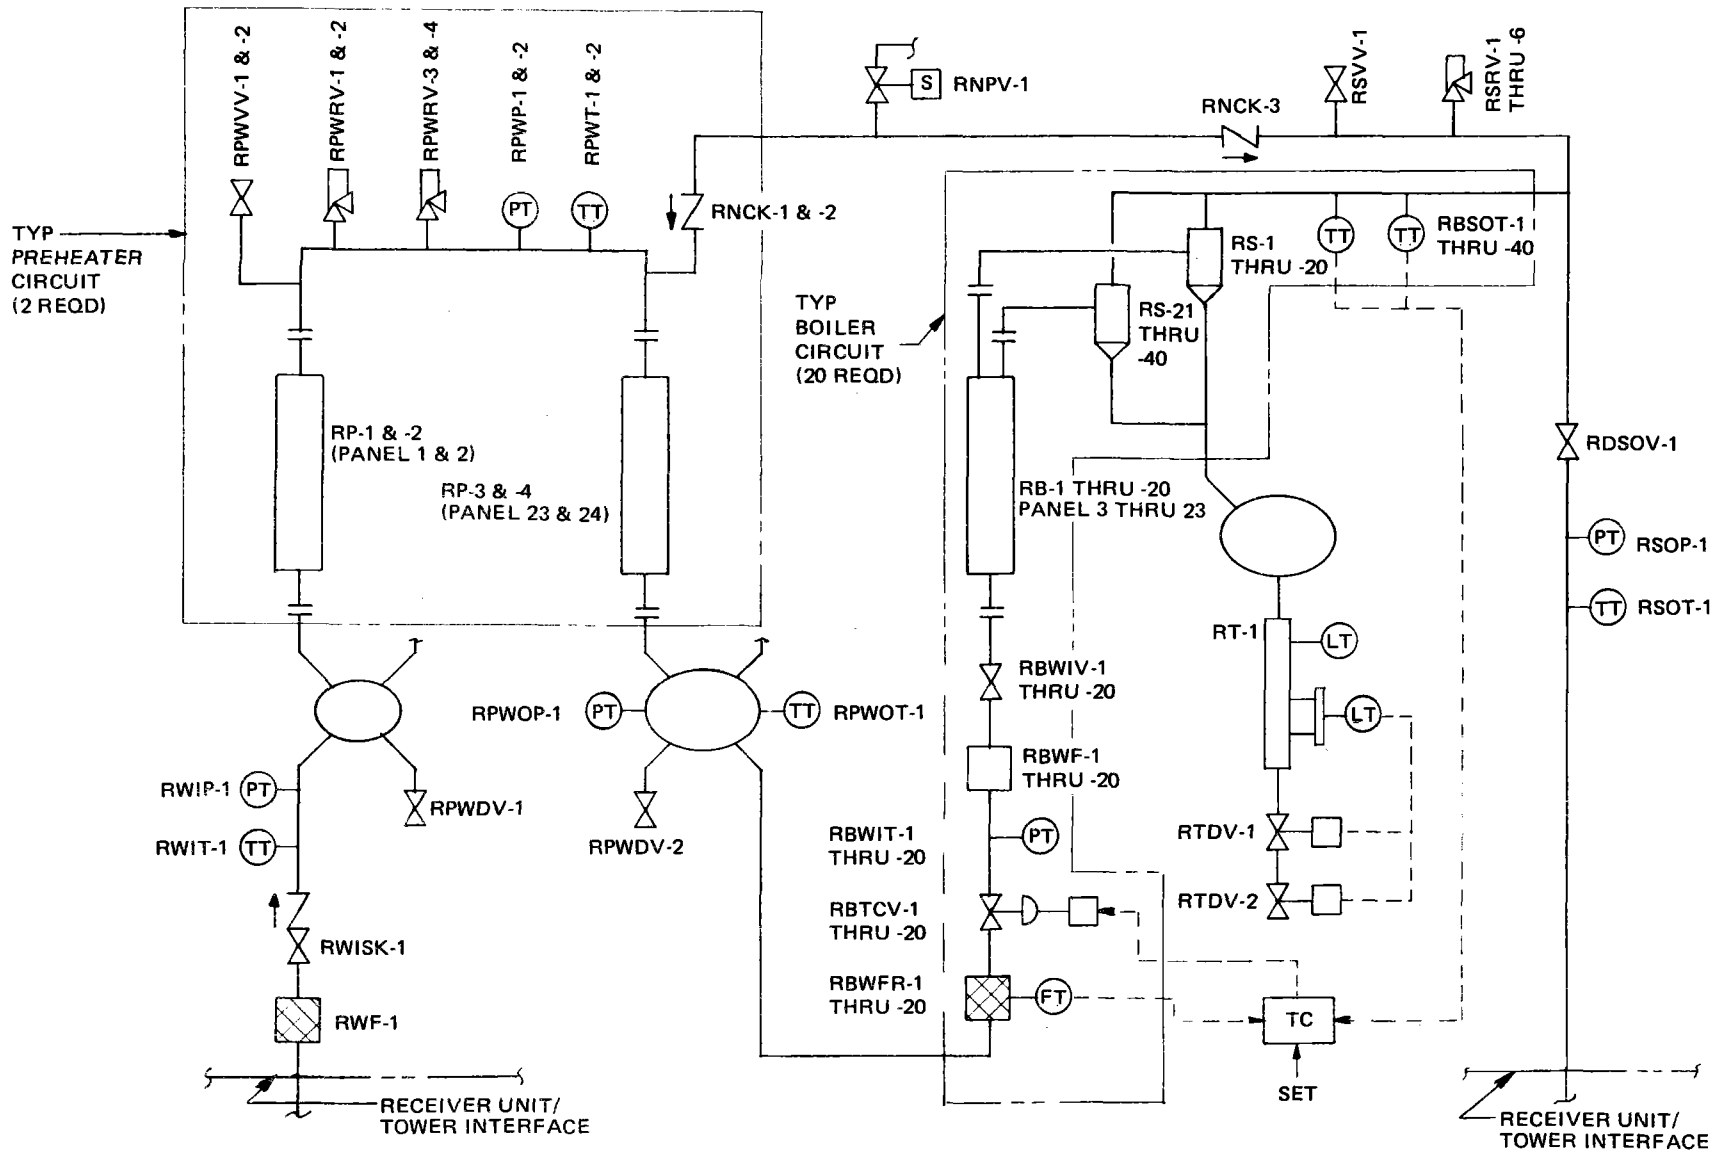 RPWVV-1 & -2
RPWRV-1 & -2
RPWRV-3 & -4
RPWP-1 & -2
RPWT-1 & -2
S
RNPV-1
RNCK-3
RSVV-1
RSRV-1
THRU -6
PT
TT
RNCK-1 & -2
TYP
PREHEATER
CIRCUIT
(2 REQD)
RS-1
THRU -20
TT
TT
RBSOT-1
THRU -40
TYP
BOILER
CIRCUIT
(20 REQD)
RS-21
THRU
-40
RP-1 & -2
(PANEL 1 & 2)
RP-3 & -4
(PANEL 23 & 24)
RB-1 THRU -20
PANEL 3 THRU 23
RDSOV-1
PT
RSOP-1
TT
RSOT-1
RT-1
LT
LT
RBWIV-1
THRU -20
RPWOP-1
PT
TT
RPWOT-1
RBWF-1
THRU -20
RWIP-1
PT
RPWDV-1
RWIT-1
TT
RPWDV-2
RBWIT-1
THRU -20
PT
RTDV-1
RBTCV-1
THRU -20
RTDV-2
RWISK-1
RBWFR-1
THRU -20
FT
RWF-1
TC
SET
RECEIVER UNIT/
TOWER INTERFACE
RECEIVER UNIT/
TOWER INTERFACE